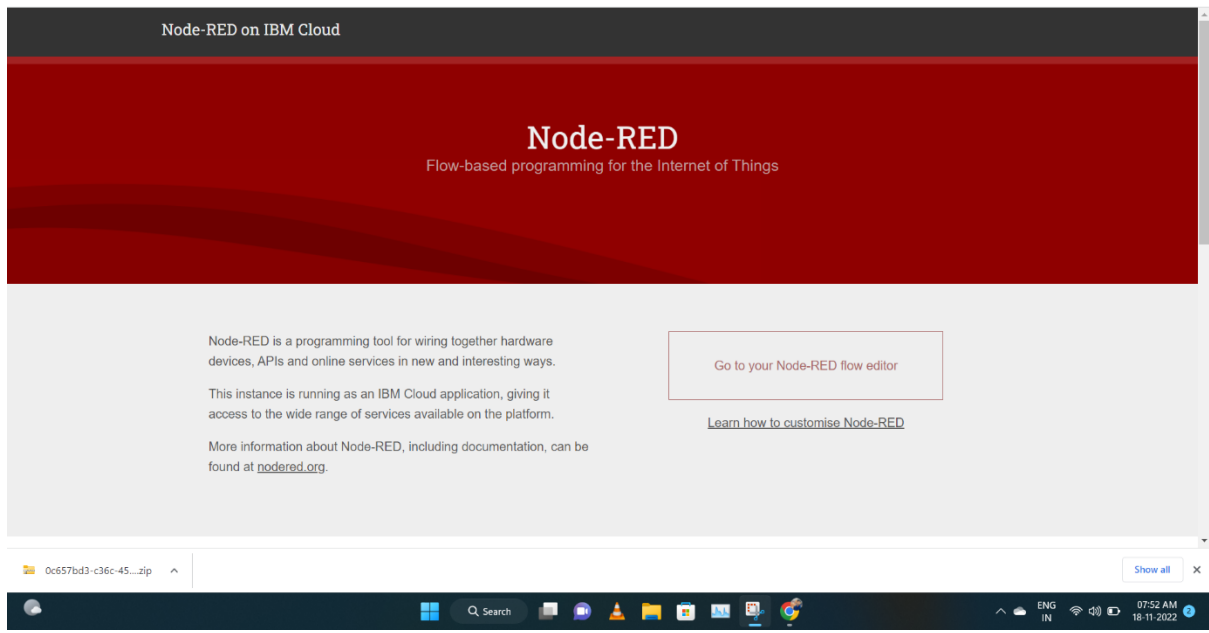 Node-RED on IBM Cloud
Node-RED
Flow-based programming for the Internet of Things
Node-RED is a programming tool for wiring together hardware
devices, APIs and online services in new and interesting ways.
This instance is running as an IBM Cloud application, giving it
access to the wide range of services available on the platform.
More information about Node-RED, including documentation, can be
found at nodered.org.
Go to your Node-RED flow editor
Learn how to customise Node-RED
0c657bd3-c36c-45....zip
Show all
Search
ENG
IN
07:52 AM
18-11-2022
2